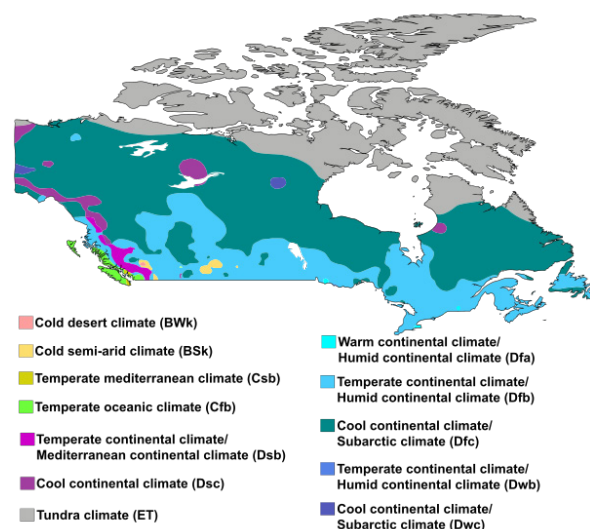 Cold desert climate (BWk)
Cold semi-arid climate (BSk)
Temperate mediterranean climate (Csb)
Temperate oceanic climate (Cfb)
Temperate continental climate/
Mediterranean continental climate (Dsb)
Cool continental climate (Dsc)
Tundra climate (ET)
Warm continental climate/
Humid continental climate (Dfa)
Temperate continental climate/
Humid continental climate (Dfb)
Cool continental climate/
Subarctic climate (Dfc)
Temperate continental climate/
Humid continental climate (Dwb)
Cool continental climate/
Subarctic climate (Dwc)